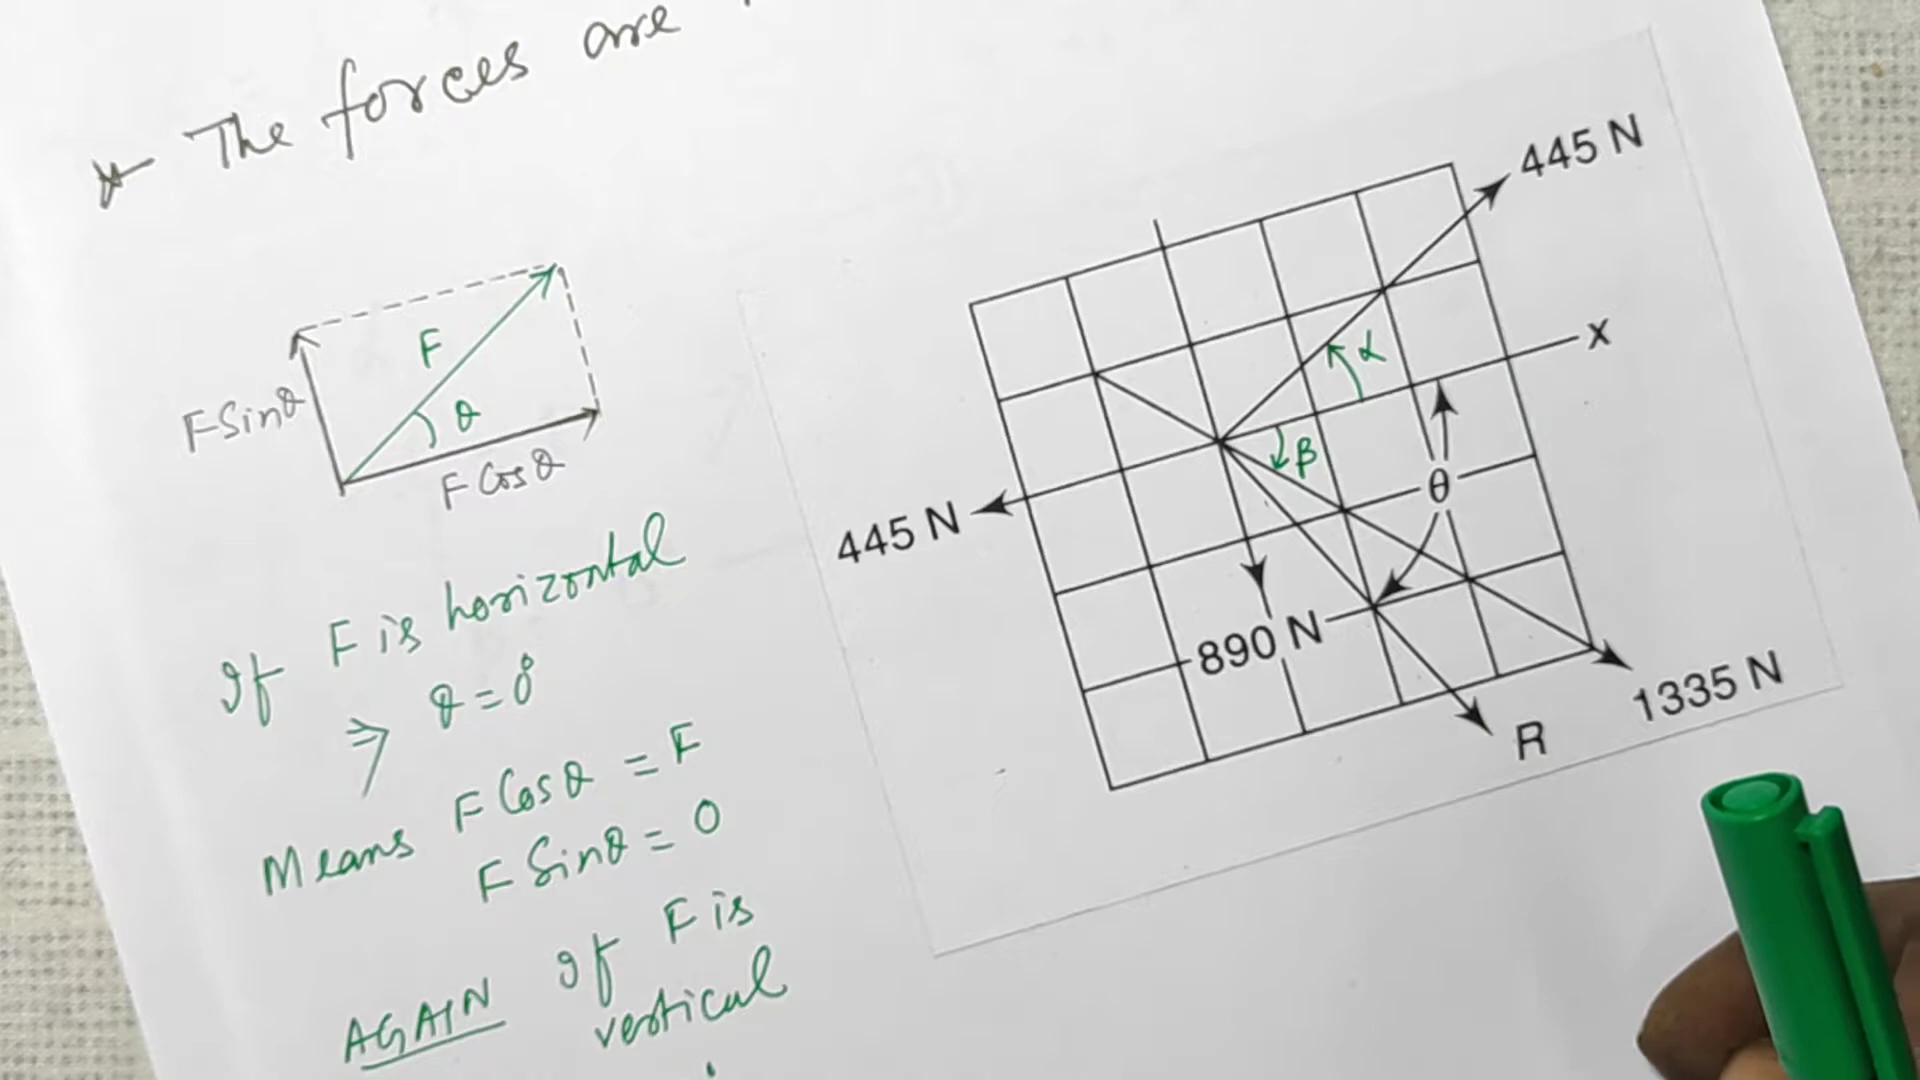 * The forces are
F
θ
F Sinθ
F Cosθ
If F is horizontal
⇒ θ = 0°
Means F Cosθ = F
F Sinθ = 0
AGAIN If F is
vertical
445 N
X
α
β
θ
445 N
890 N
1335 N
R